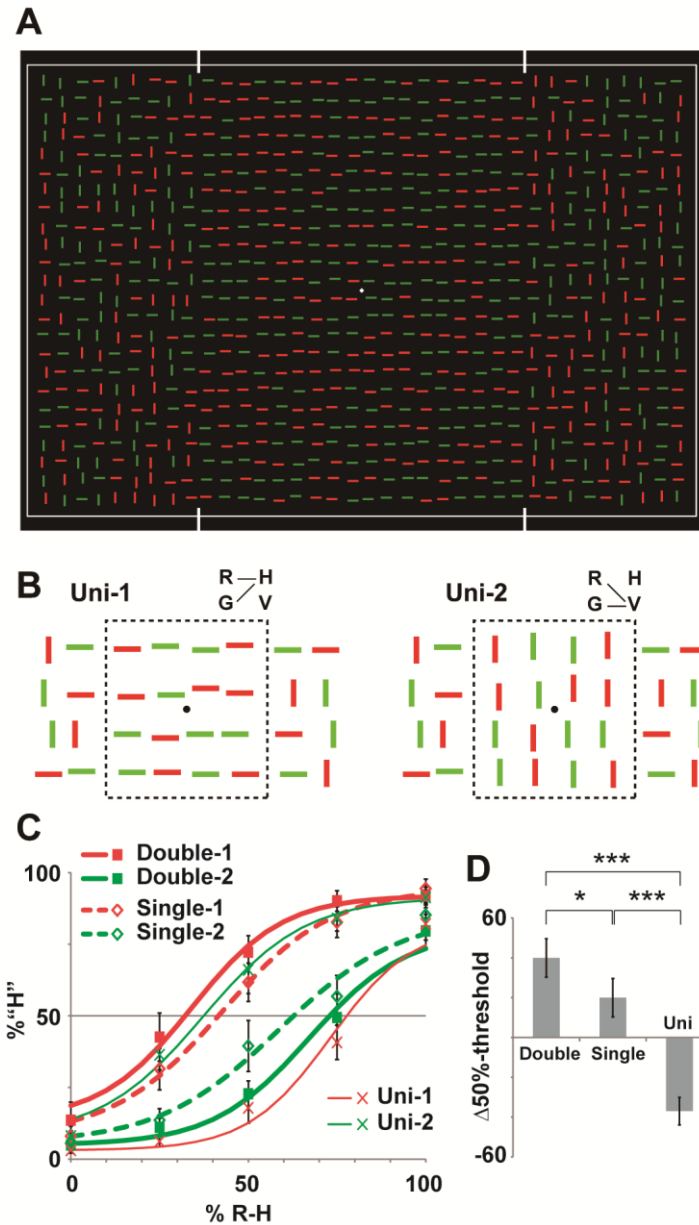 A
B
Uni-1
R H
G V
Uni-2
R H
G V
C
Double-1
Double-2
Single-1
Single-2
100
50
0
%“H”
Uni-1
Uni-2
0
50
100
% R-H
D
***
*
***
60
Uni
Double
Single
-60
Δ50%-threshold